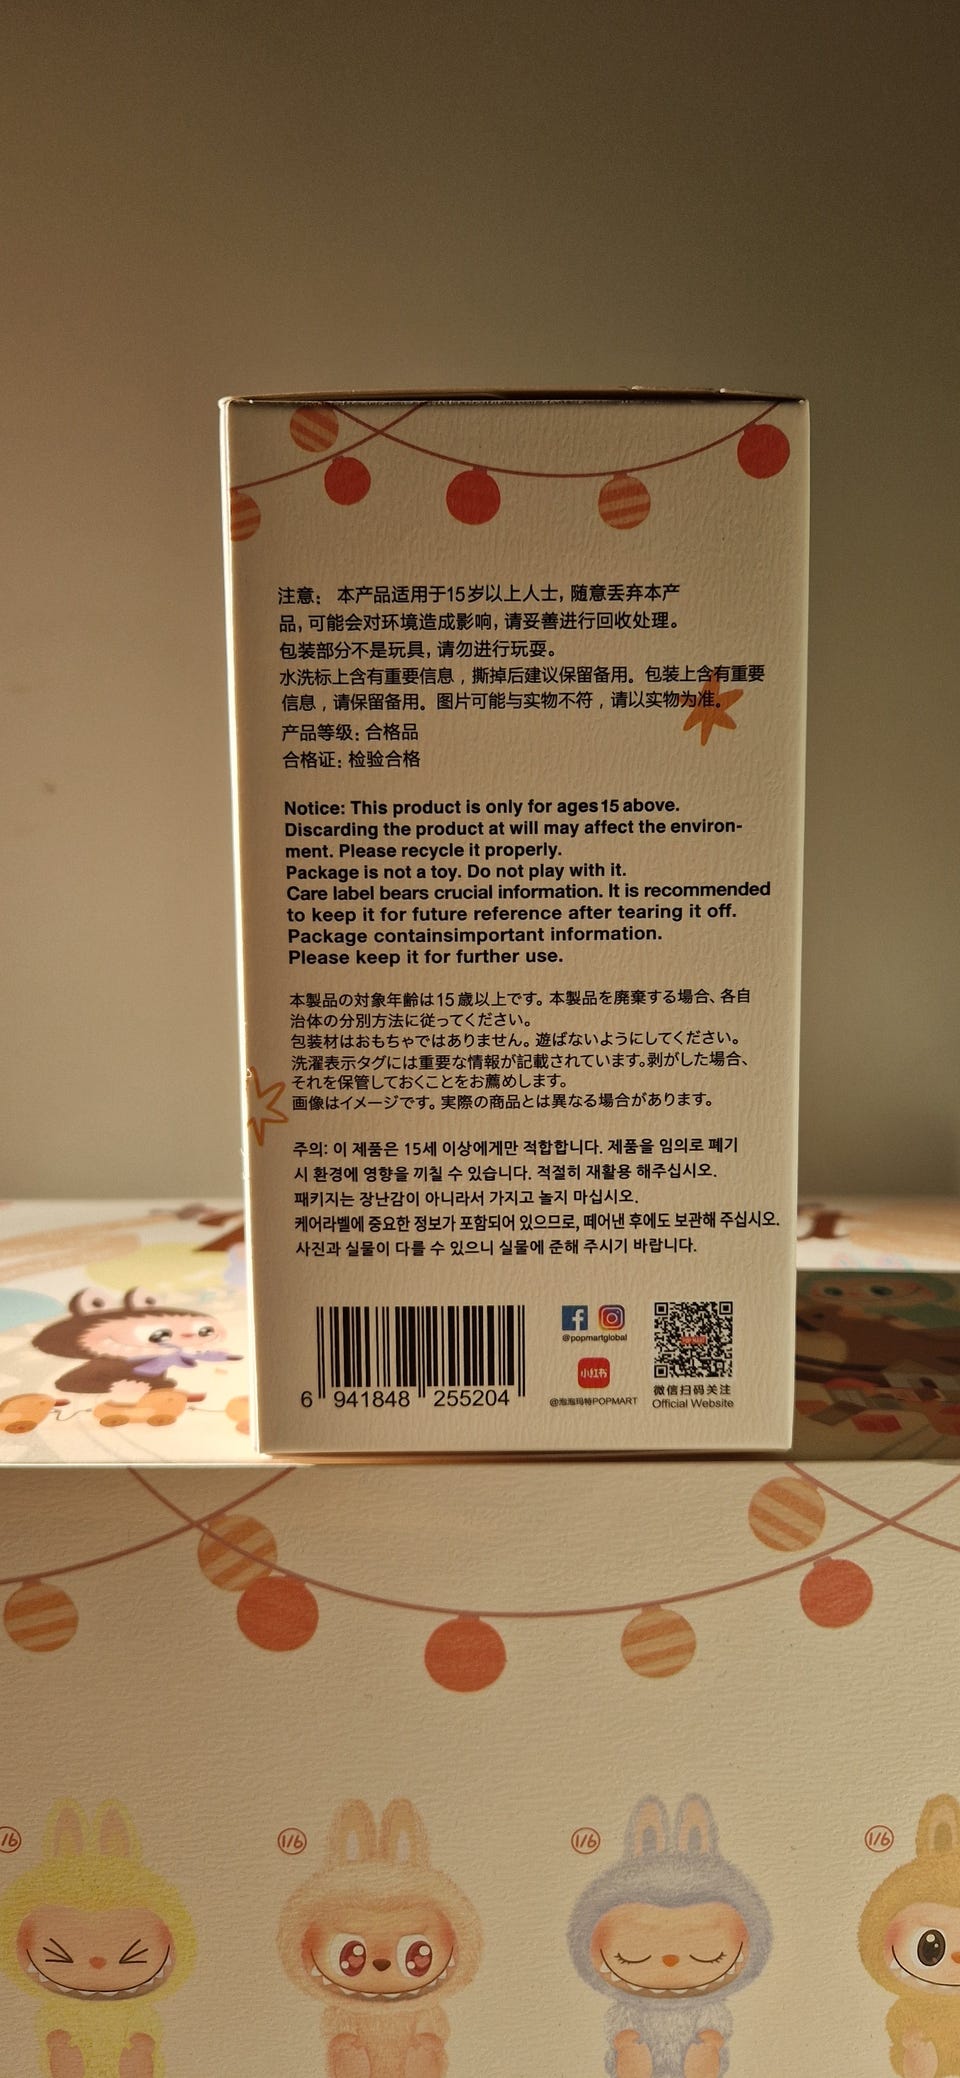 注意： 本产品适用于15岁以上人士, 随意丢弃本产
品, 可能会对环境造成影响, 请妥善进行回收处理。
包装部分不是玩具, 请勿进行玩耍。
水洗标上含有重要信息，撕掉后建议保留备用。包装上含有重要
信息，请保留备用。图片可能与实物不符，请以实物为准。
产品等级: 合格品
合格证: 检验合格
Notice: This product is only for ages 15 above.
Discarding the product at will may affect the environ-
ment. Please recycle it properly.
Package is not a toy. Do not play with it.
Care label bears crucial information. It is recommended
to keep it for future reference after tearing it off.
Package containsimportant information.
Please keep it for further use.
本製品の対象年齢は15歳以上です。本製品を廃棄する場合、各自
治体の分別方法に従ってください。
包装材はおもちゃではありません。遊ばないようにしてください。
洗濯表示タグには重要な情報が記載されています。剥がした場合、
それを保管しておくことをお薦めします。
画像はイメージです。実際の商品とは異なる場合があります。
주의: 이 제품은 15세 이상에게만 적합합니다. 제품을 임의로 폐기
시 환경에 영향을 끼칠 수 있습니다. 적절히 재활용 해주십시오.
패키지는 장난감이 아니라서 가지고 놀지 마십시오.
케어라벨에 중요한 정보가 포함되어 있으므로, 떼어낸 후에도 보관해 주십시오.
사진과 실물이 다를 수 있으니 실물에 준해 주시기 바랍니다.
6 941848 255204
@popmartglobal
小红书
@泡泡玛特POPMART
POP MART
微信扫码关注
Official Website
1/6
1/6
1/6
1/6